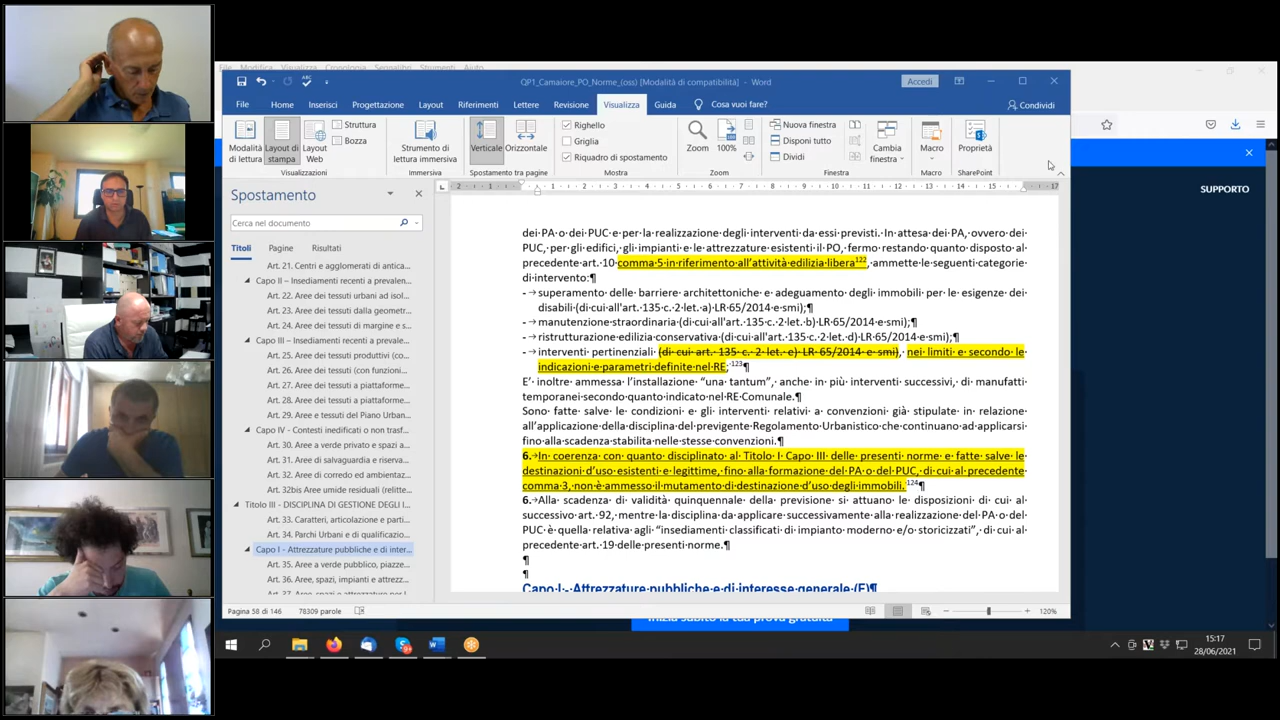 File Modifica Visualizza Cronologia Segnalibri Strumenti Aiuto
QP1_Camaiore_PO_Norme_(oss) [Modalità di compatibilità] - Word
Accedi
File Home Inserisci Progettazione Layout Riferimenti Lettere Revisione Visualizza Guida Cosa vuoi fare? Condividi
Modalità di lettura
Layout di stampa
Layout Web
Struttura
Bozza
Visualizzazioni
Strumento di lettura immersiva
Immersiva
Verticale Orizzontale
Spostamento tra pagine
Righello
Griglia
Riquadro di spostamento
Mostra
Zoom 100%
Zoom
Nuova finestra
Disponi tutto
Dividi
Cambia finestra
Finestra
Macro
Macro
Proprietà
SharePoint
SUPPORTO
Spostamento
Cerca nel documento
Titoli Pagine Risultati
Art. 21. Centri e agglomerati di antica...
Capo II – Insediamenti recenti a prevalen...
Art. 22. Aree dei tessuti urbani ad isol...
Art. 23. Aree dei tessuti dalla geometr...
Art. 24. Aree dei tessuti di margine e s...
Capo III – Insediamenti recenti a prevale...
Art. 25. Aree dei tessuti produttivi (co...
Art. 26. Aree dei tessuti (con funzioni...
Art. 27. Aree e tessuti a piattaforme...
Art. 28. Aree e tessuti a piattaforma...
Art. 29. Aree e tessuti del Piano Urban...
Capo IV – Contesti inedificati o non trasf...
Art. 30. Aree a verde privato e spazi a...
Art. 31. Aree di salvaguardia e riserva...
Art. 32. Aree di corredo ed ambientaz...
Art. 32bis Aree umide residuali (relitte...
Titolo III - DISCIPLINA DI GESTIONE DEGLI I...
Art. 33. Caratteri, articolazione e parti...
Art. 34. Parchi Urbani e di qualificazio...
Capo I - Attrezzature pubbliche e di inter...
Art. 35. Aree a verde pubblico, piazze...
Art. 36. Aree, spazi, impianti e attrezz...
dei·PA·o·dei·PUC·e·per·la·realizzazione·degli·interventi·da·essi·previsti.·In·attesa·dei·PA,·ovvero·dei·
PUC,·per·gli·edifici,·gli·impianti·e·le·attrezzature·esistenti·il·PO,·fermo·restando·quanto·disposto·al·
precedente·art.·10·comma·5·in·riferimento·all'attività·edilizia·libera122,·ammette·le·seguenti·categorie·
di·intervento:¶
-→superamento·delle·barriere·architettoniche·e·adeguamento·degli·immobili·per·le·esigenze·dei·
disabili·(di·cui·all'art.·135·c.·2·let.·a)·LR·65/2014·e·smi);¶
-→manutenzione·straordinaria·(di·cui·all'art.·135·c.·2·let.·b)·LR·65/2014·e·smi);¶
-→ristrutturazione·edilizia·conservativa·(di·cui·all'art.·135·c.·2·let.·d)·LR·65/2014·e·smi);¶
-→interventi·pertinenziali·(di·cui·art.·135·c.·2·let.·e)·LR·65/2014·e·smi),·nei·limiti·e·secondo·le·
indicazioni·e·parametri·definite·nel·RE;123¶
E'·inoltre·ammessa·l'installazione·"una·tantum",·anche·in·più·interventi·successivi,·di·manufatti·
temporanei·secondo·quanto·indicato·nel·RE·Comunale.¶
Sono·fatte·salve·le·condizioni·e·gli·interventi·relativi·a·convenzioni·già·stipulate·in·relazione·
all'applicazione·della·disciplina·del·previgente·Regolamento·Urbanistico·che·continuano·ad·applicarsi·
fino·alla·scadenza·stabilita·nelle·stesse·convenzioni.¶
6.→In·coerenza·con·quanto·disciplinato·al·Titolo·I·Capo·III·delle·presenti·norme·e·fatte·salve·le·
destinazioni·d'uso·esistenti·e·legittime,·fino·alla·formazione·del·PA·o·del·PUC,·di·cui·al·precedente·
comma·3,·non·è·ammesso·il·mutamento·di·destinazione·d'uso·degli·immobili.124¶
6.→Alla·scadenza·di·validità·quinquennale·della·previsione·si·attuano·le·disposizioni·di·cui·al·
successivo·art.·92,·mentre·la·disciplina·da·applicare·successivamente·alla·realizzazione·del·PA·o·del·
PUC·è·quella·relativa·agli·"insediamenti·classificati·di·impianto·moderno·e/o·storicizzati",·di·cui·al·
precedente·art.·19·delle·presenti·norme.¶
¶
¶
Capo·I·-·Attrezzature·pubbliche·e·di·interesse·generale·(F)¶
Pagina 58 di 146 78309 parole
120%
Inizia subito la tua prova gratuita
15:17
28/06/2021